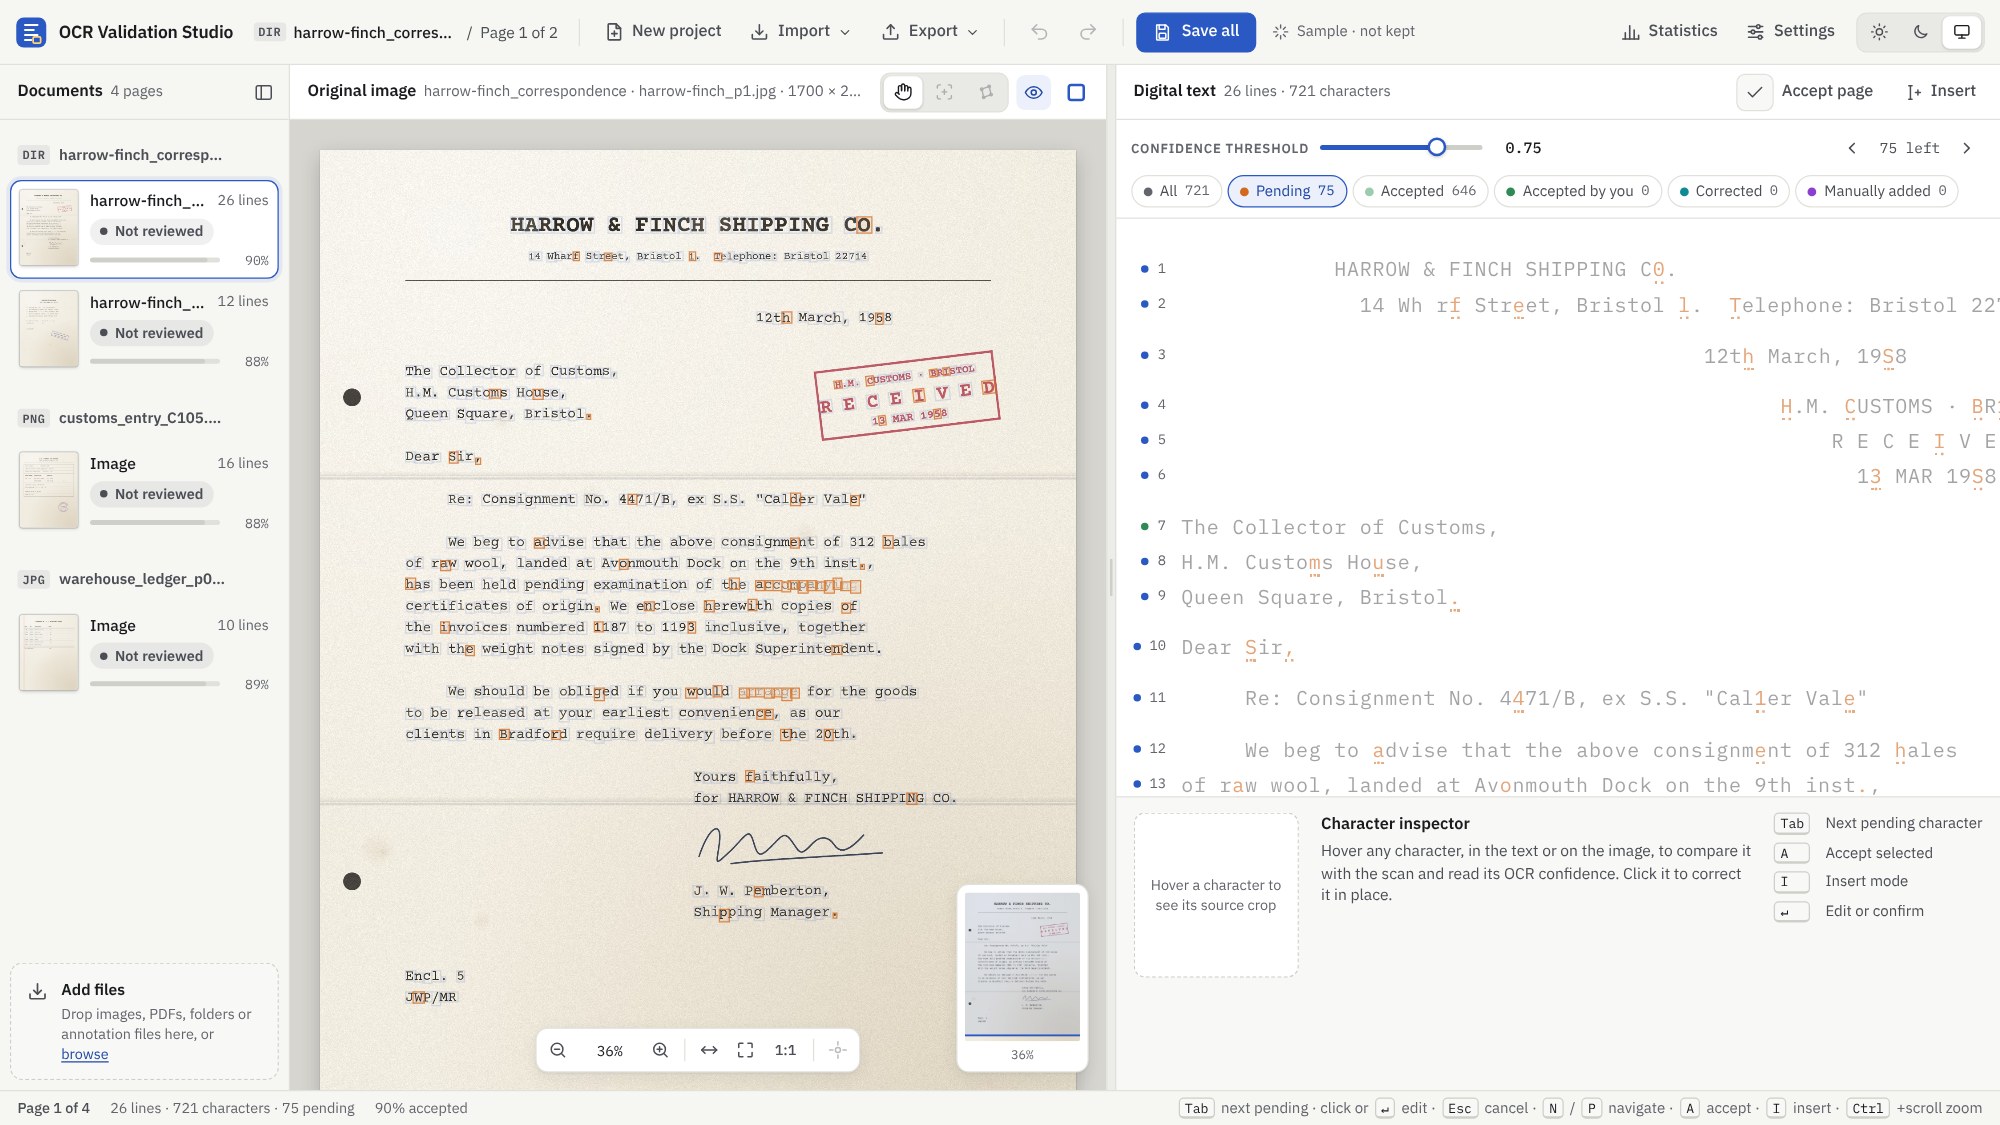 OCR Validation Studio DIR harrow-finch_corres... / Page 1 of 2 New project Import Export Save all Sample · not kept Statistics Settings
Documents 4 pages
DIR harrow-finch_corresp...
harrow-finch_... 26 lines
Not reviewed
90%
harrow-finch_... 12 lines
Not reviewed
88%
PNG customs_entry_C105....
Image 16 lines
Not reviewed
88%
JPG warehouse_ledger_p0...
Image 10 lines
Not reviewed
89%
Add files
Drop images, PDFs, folders or
annotation files here, or
browse
Original image harrow-finch_correspondence · harrow-finch_p1.jpg · 1700 × 2...
HARROW & FINCH SHIPPING CO.
14 Wharf Street, Bristol 1. Telephone: Bristol 22714
12th March, 1958
The Collector of Customs,
H.M. Customs House,
Queen Square, Bristol.
H.M. CUSTOMS · BRISTOL
RECEIVED
13 MAR 1958
Dear Sir,
Re: Consignment No. 4471/B, ex S.S. "Calder Vale"
We beg to advise that the above consignment of 312 bales
of raw wool, landed at Avonmouth Dock on the 9th inst.,
has been held pending examination of the accompanying
certificates of origin. We enclose herewith copies of
the invoices numbered 1187 to 1193 inclusive, together
with the weight notes signed by the Dock Superintendent.
We should be obliged if you would arrange for the goods
to be released at your earliest convenience, as our
clients in Bradford require delivery before the 20th.
Yours faithfully,
for HARROW & FINCH SHIPPING CO.
J. W. Pemberton,
Shipping Manager.
Encl. 5
JWP/MR
36% 1:1
36%
Digital text 26 lines · 721 characters Accept page Insert
CONFIDENCE THRESHOLD 0.75 75 left
All 721 Pending 75 Accepted 646 Accepted by you 0 Corrected 0 Manually added 0
1 HARROW & FINCH SHIPPING C0.
2 14 Wh rf Street, Bristol l. Telephone: Bristol 22
3 12th March, 19S8
4 H.M. CUSTOMS · BR
5 R E C E I V E
6 13 MAR 19S8
7 The Collector of Customs,
8 H.M. Customs House,
9 Queen Square, Bristol.
10 Dear Sir,
11 Re: Consignment No. 4471/B, ex S.S. "Cal1er Vale"
12 We beg to advise that the above consignment of 312 hales
13 of raw wool, landed at Avonmouth Dock on the 9th inst.,
Hover a character to
see its source crop
Character inspector
Hover any character, in the text or on the image, to compare it
with the scan and read its OCR confidence. Click it to correct
it in place.
Tab Next pending character
A Accept selected
I Insert mode
↵ Edit or confirm
Page 1 of 4 26 lines · 721 characters · 75 pending 90% accepted
Tab next pending · click or ↵ edit · Esc cancel · N / P navigate · A accept · I insert · Ctrl +scroll zoom